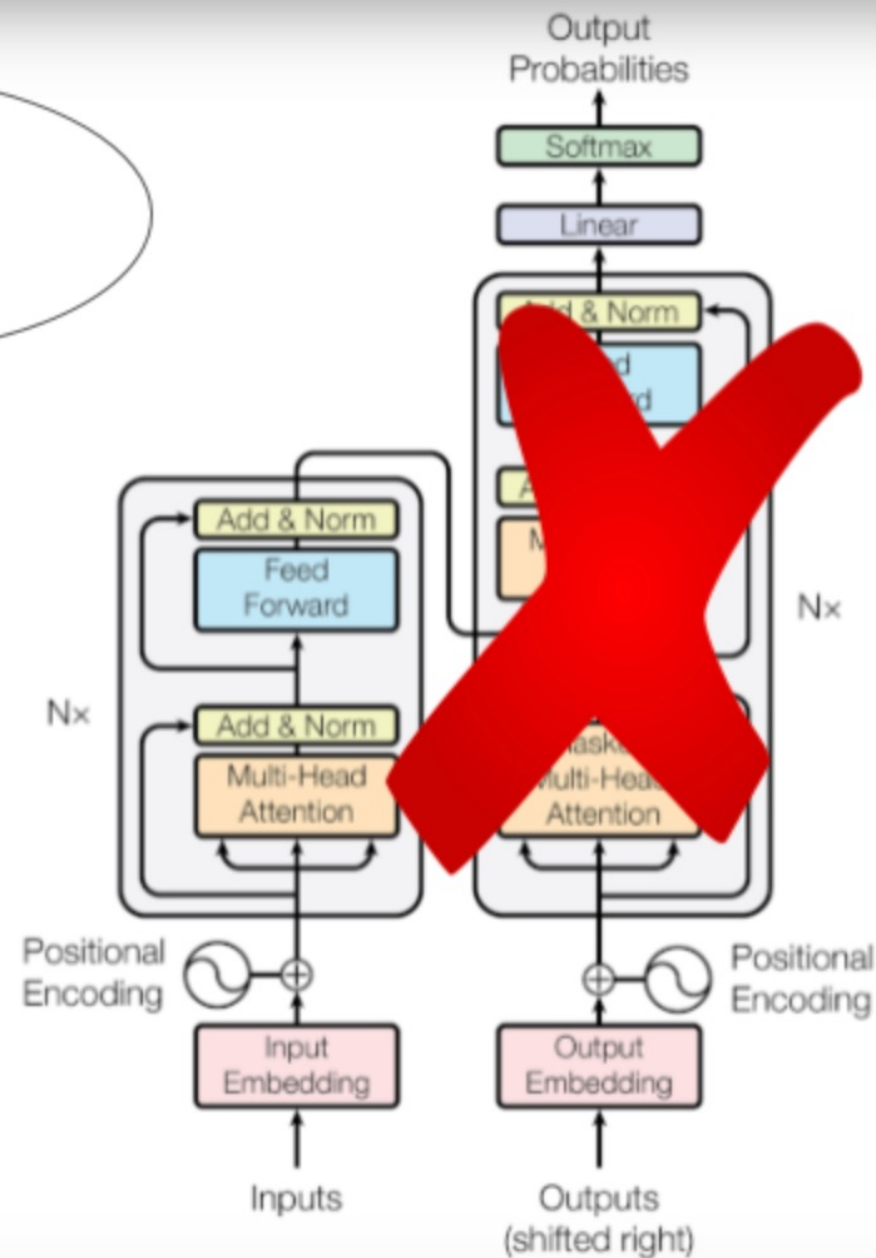 Output
Probabilities
Softmax
Linear
& Norm
Add & Norm
Feed
Forward
Nx
Nx
Add & Norm
Multi-Head
Attention
Attention
Positional
Encoding
Positional
Encoding
Input
Embedding
Output
Embedding
Inputs
Outputs
(shifted right)